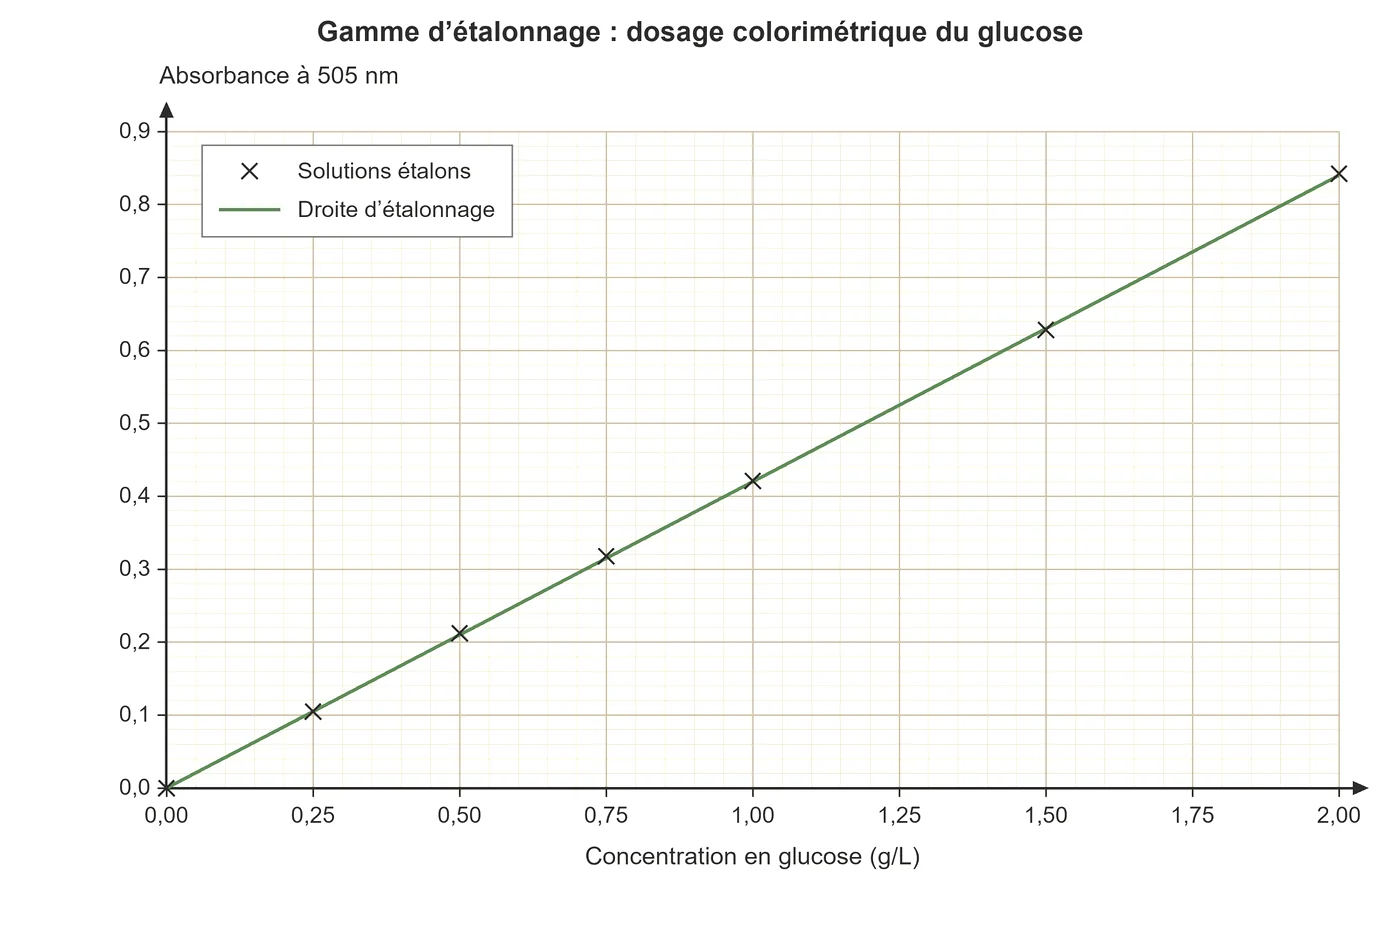 Gamme d’étalonnage : dosage colorimétrique du glucose
Absorbance à 505 nm
0,9
0,8
0,7
0,6
0,5
0,4
0,3
0,2
0,1
0,0
Solutions étalons
Droite d’étalonnage
0,00 0,25 0,50 0,75 1,00 1,25 1,50 1,75 2,00
Concentration en glucose (g/L)